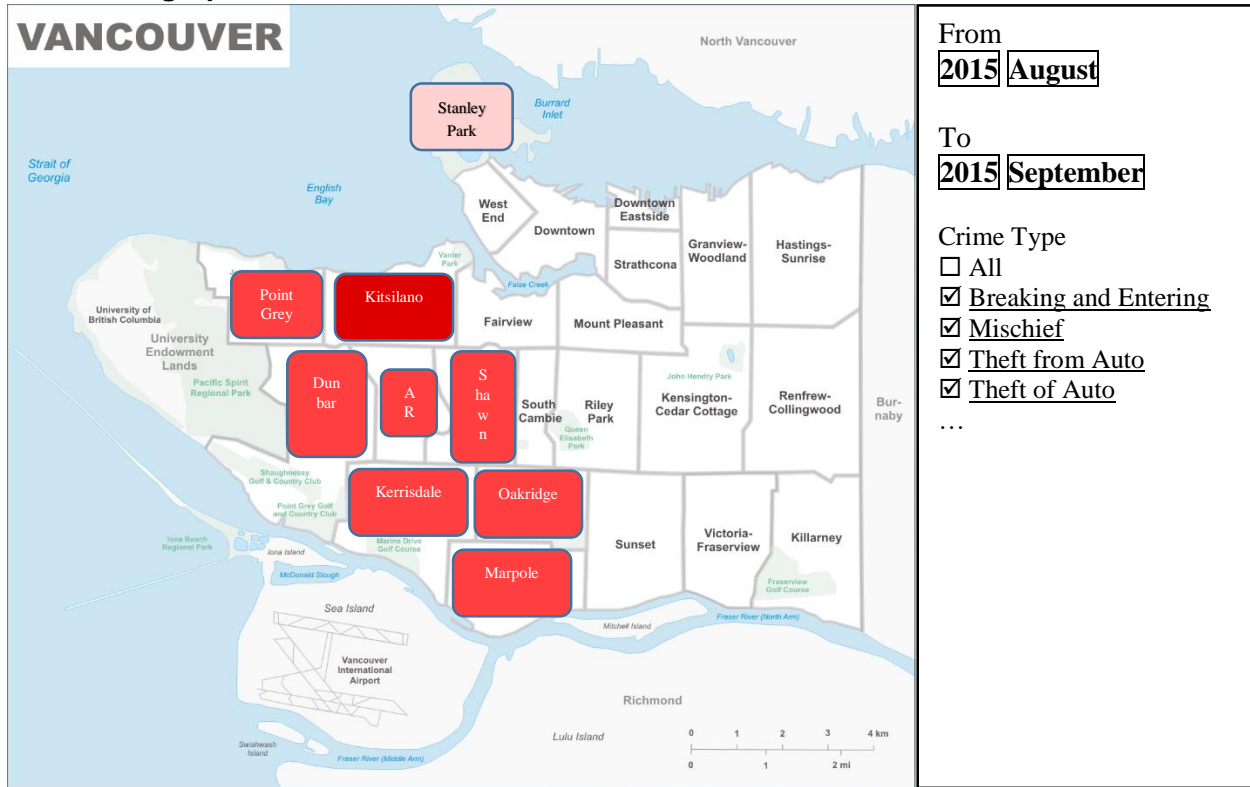 VANCOUVER
North Vancouver
Stanley
Park
Burrard
Inlet
Strait of
Georgia
English
Bay
West
End
Downtown
Downtown
Eastside
Strathcona
Granview-
Woodland
Hastings-
Sunrise
Vanier
Park
False Creek
Point
Grey
Kitsilano
Fairview
Mount Pleasant
University of
British Columbia
University
Endowment
Lands
Pacific Spirit
Regional Park
Dun
bar
A
R
S
ha
w
n
South
Cambie
Riley
Park
Queen
Elisabeth
Park
John Hendry Park
Kensington-
Cedar Cottage
Renfrew-
Collingwood
Bur-
naby
Shaughnessy
Golf & Country Club
Point Grey Golf
and Country Club
Kerrisdale
Oakridge
Marine Drive
Golf Course
Iona Beach
Regional Park
Iona Island
McDonald Slough
Marpole
Sunset
Victoria-
Fraserview
Killarney
Fraserview
Golf Course
Sea Island
Mitchell Island
Fraser River (North Arm)
Vancouver
International
Airport
Richmond
Lulu Island
Swishwash
Island
Fraser River (Middle Arm)
0 1 2 3 4 km
0 1 2 mi
From
2015 August
To
2015 September
Crime Type
☐ All
☑ Breaking and Entering
☑ Mischief
☑ Theft from Auto
☑ Theft of Auto
…